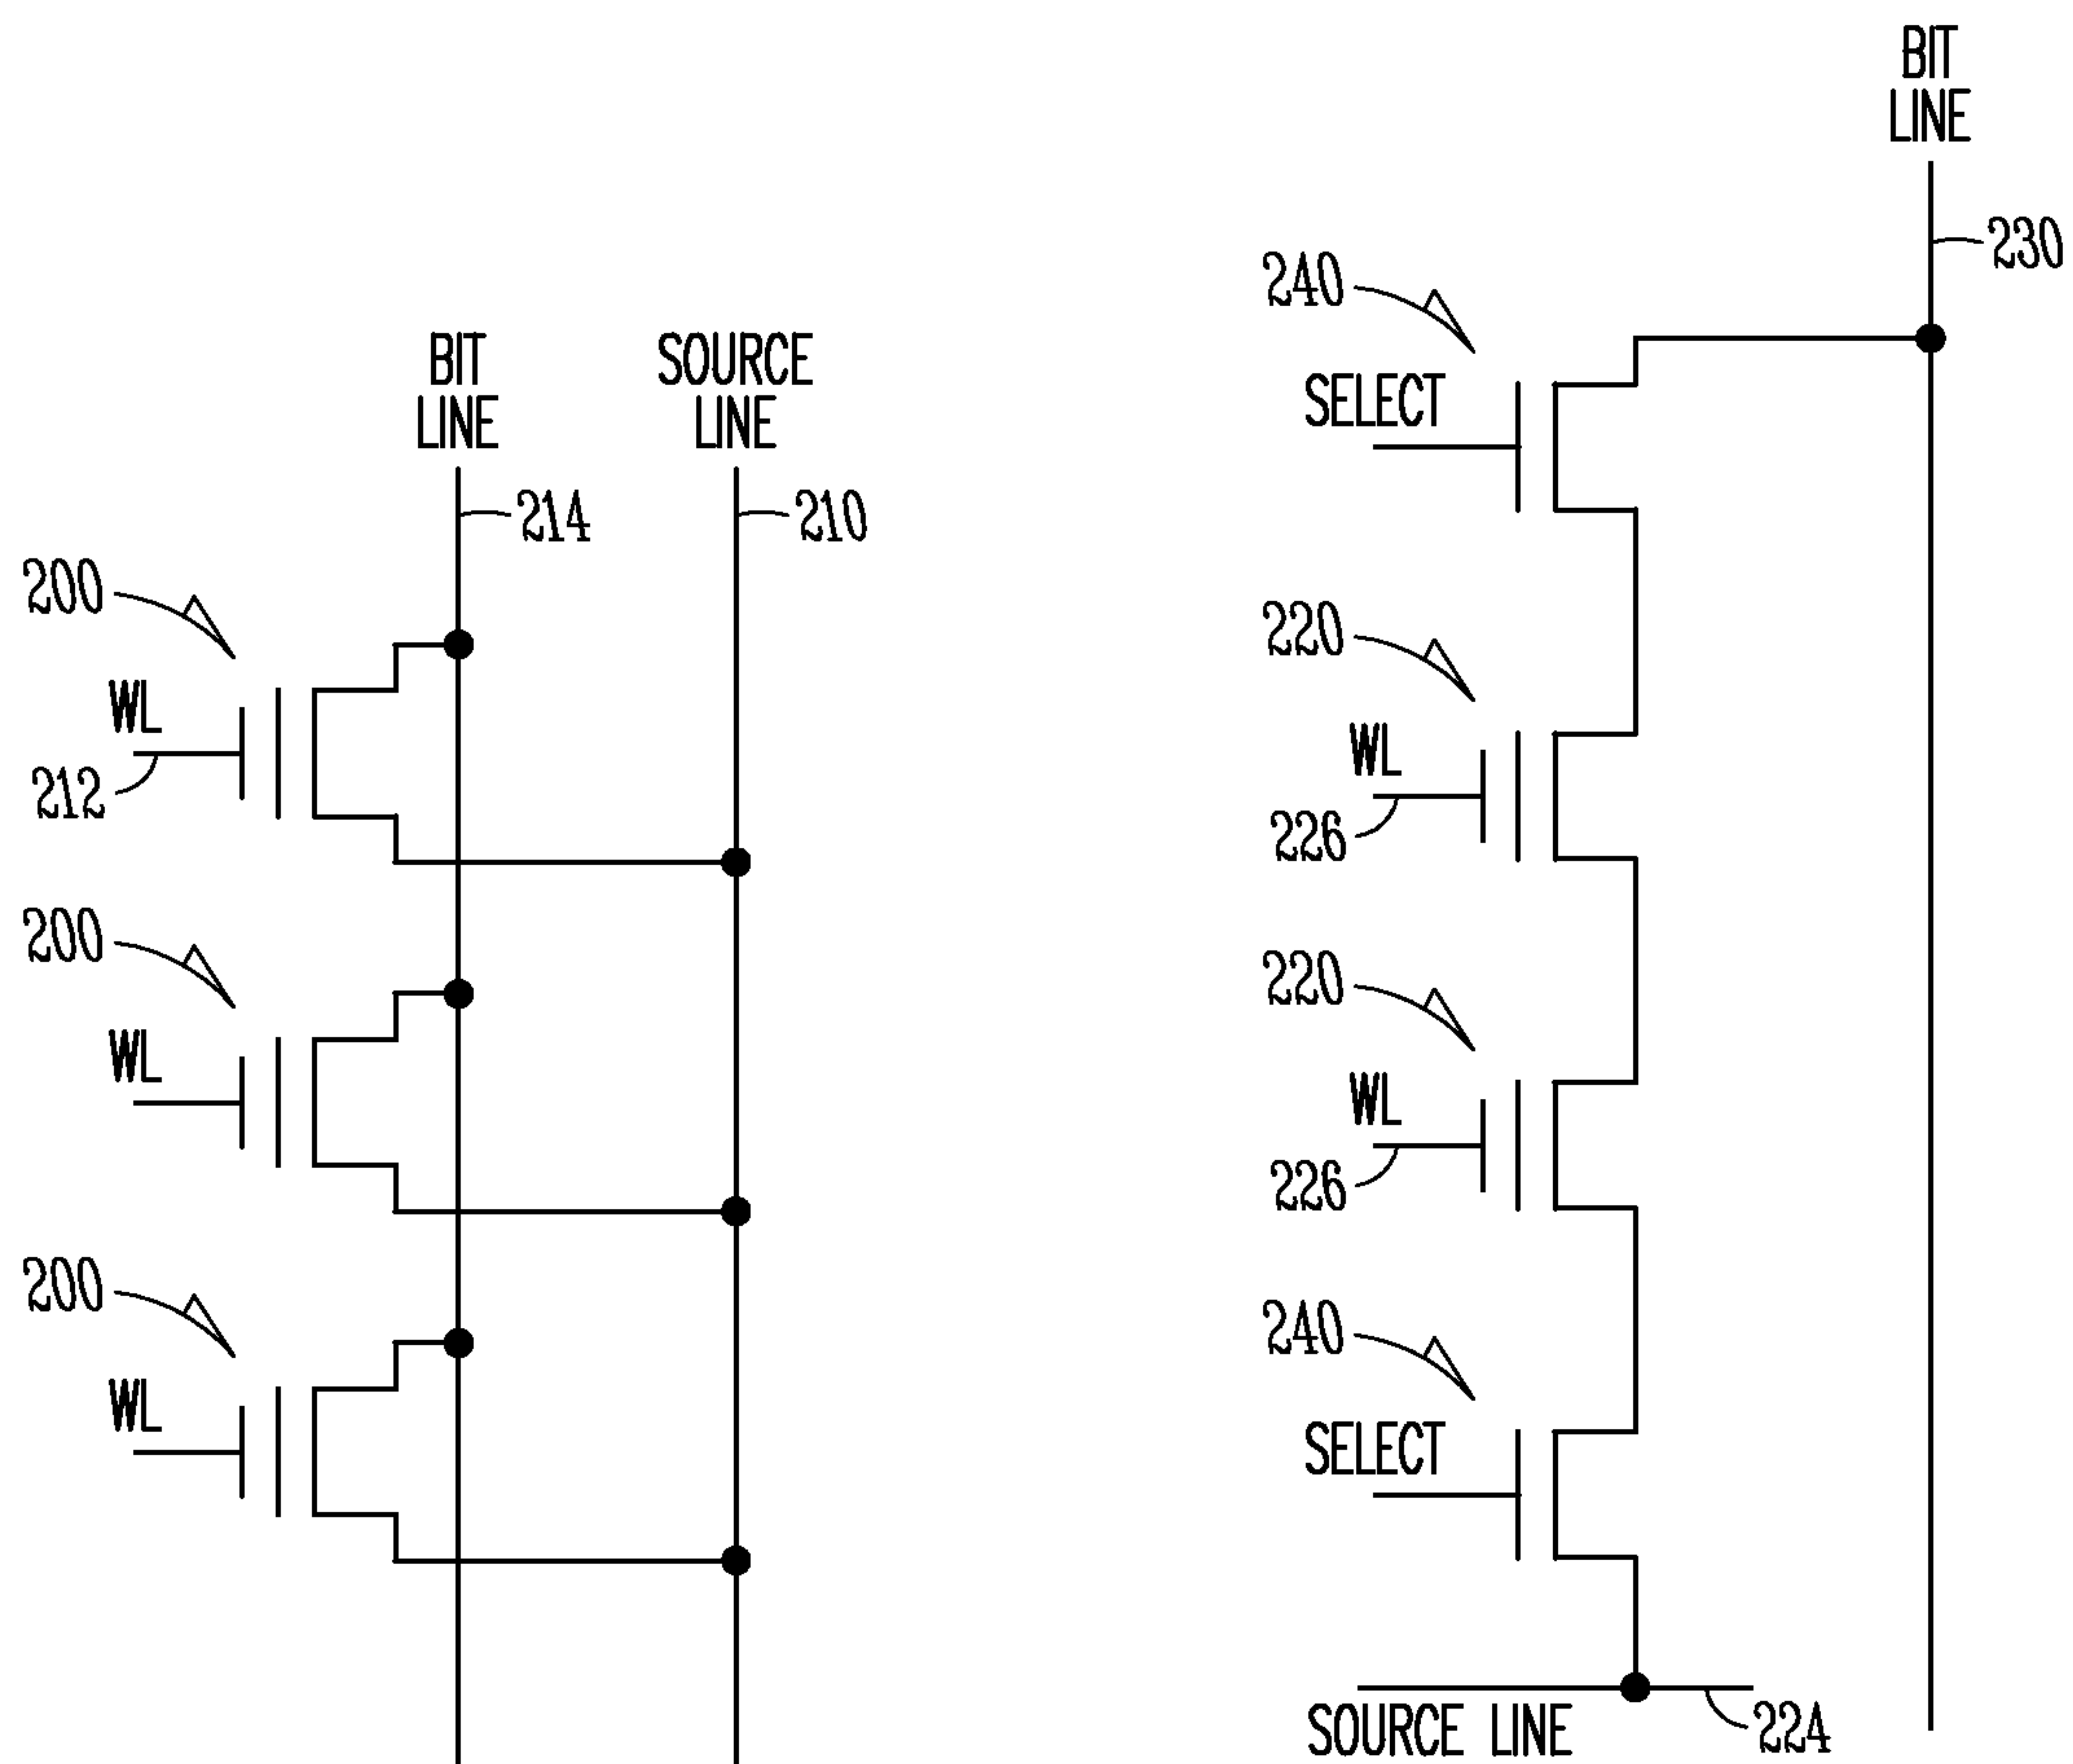 BIT
LINE
SOURCE
LINE
214
210
200
WL
212
200
WL
200
WL
BIT
LINE
230
240
SELECT
220
WL
226
220
WL
226
240
SELECT
SOURCE LINE
224